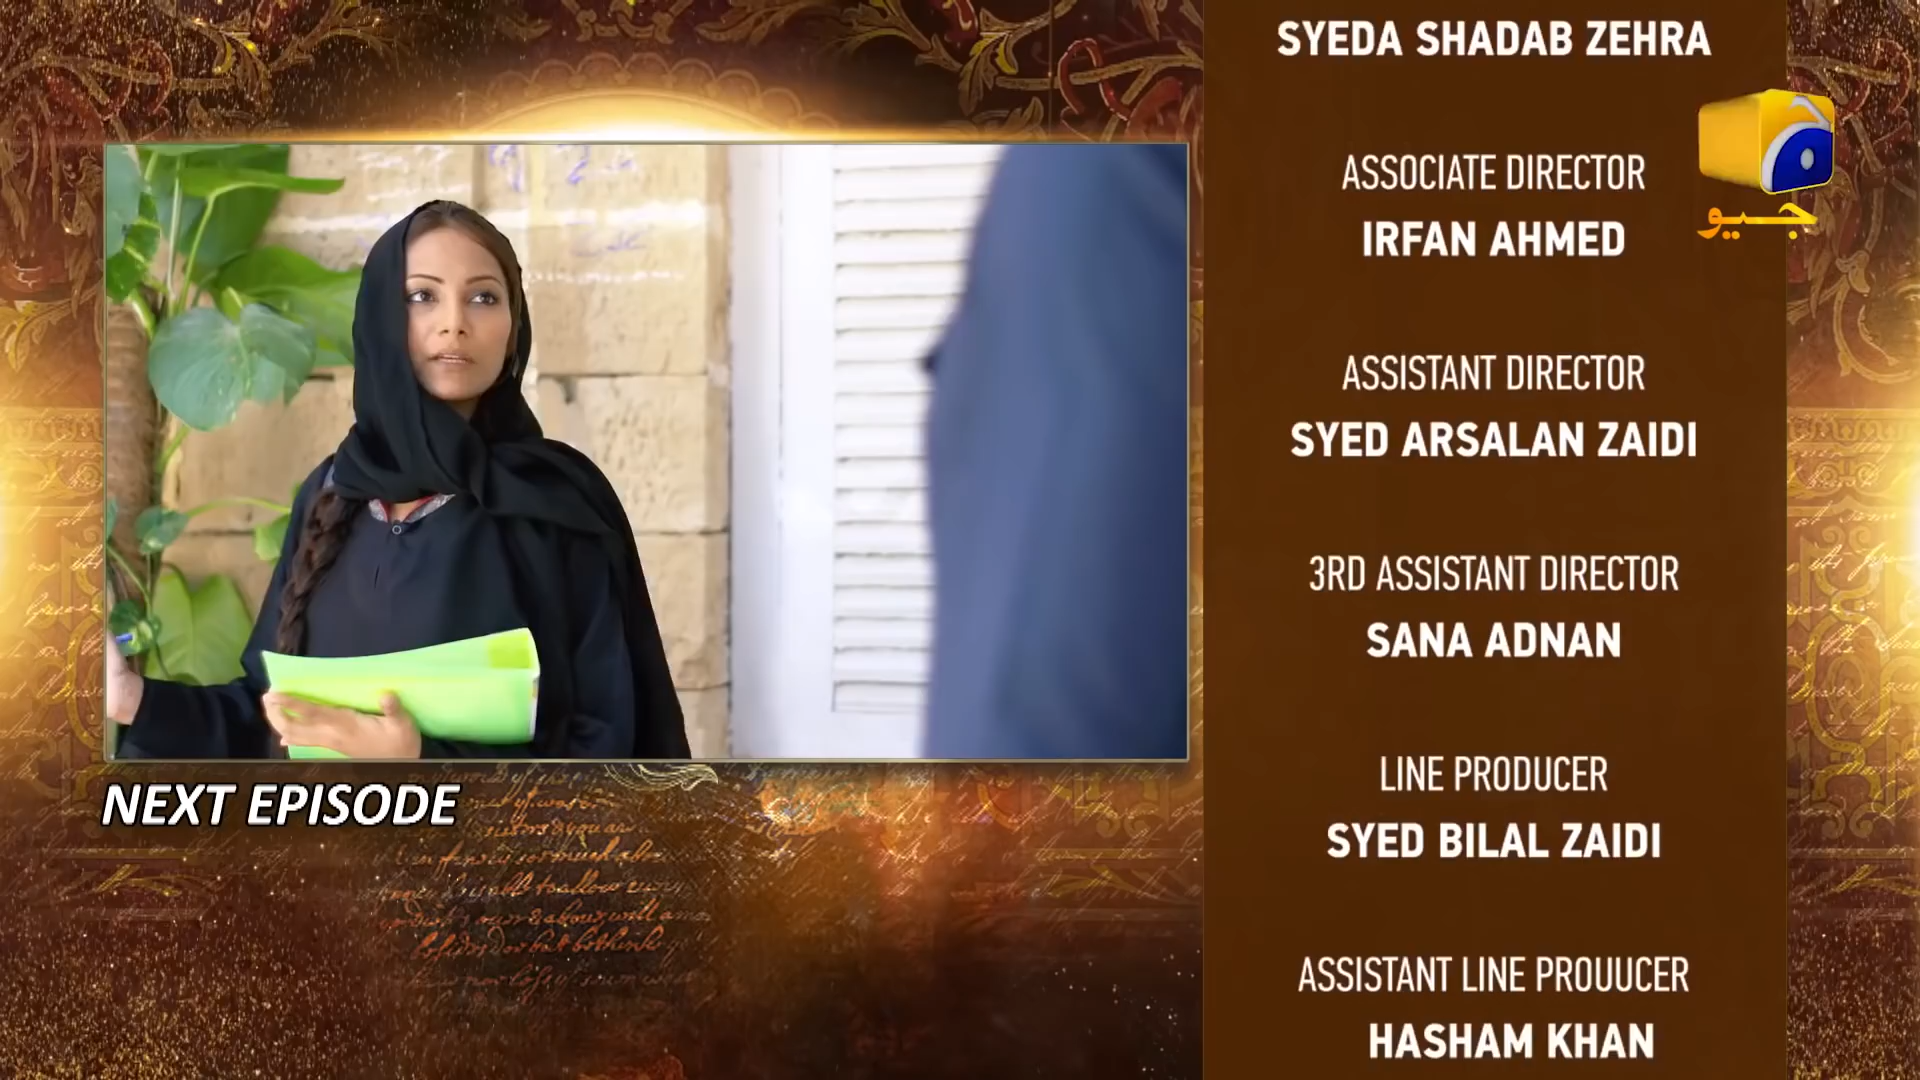 SYEDA SHADAB ZEHRA
ASSOCIATE DIRECTOR
IRFAN AHMED
جیو
ASSISTANT DIRECTOR
SYED ARSALAN ZAIDI
3RD ASSISTANT DIRECTOR
SANA ADNAN
LINE PRODUCER
SYED BILAL ZAIDI
ASSISTANT LINE PROUUCER
HASHAM KHAN
NEXT EPISODE